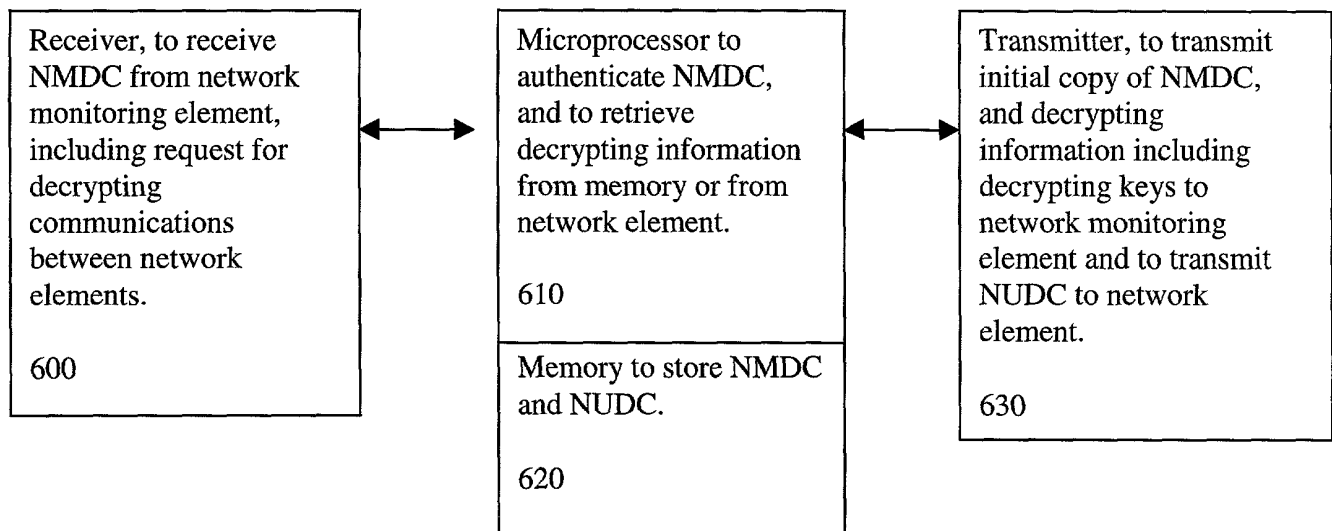 Receiver, to receive
NMDC from network
monitoring element,
including request for
decrypting
communications
between network
elements.
600
Microprocessor to
authenticate NMDC,
and to retrieve
decrypting information
from memory or from
network element.
610
Memory to store NMDC
and NUDC.
620
Transmitter, to transmit
initial copy of NMDC,
and decrypting
information including
decrypting keys to
network monitoring
element and to transmit
NUDC to network
element.
630